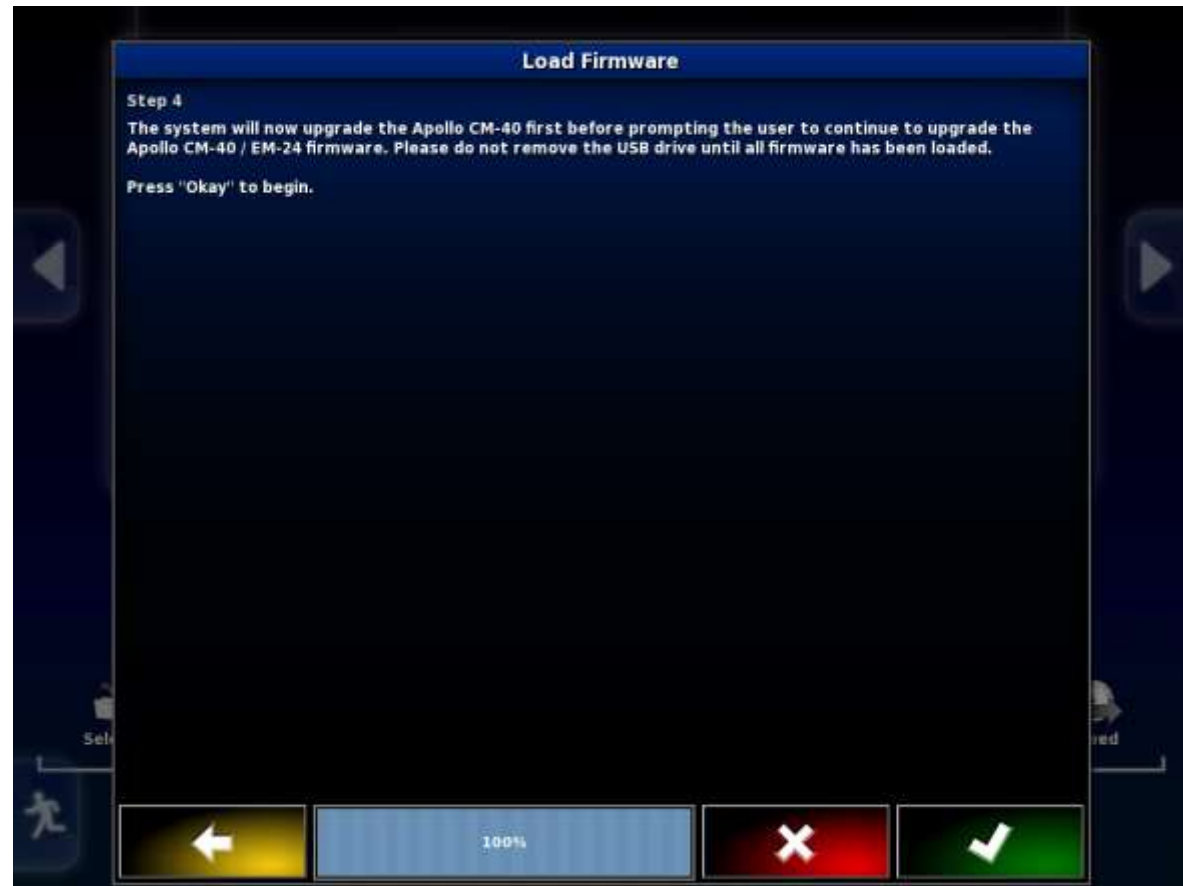 Load Firmware
Step 4
The system will now upgrade the Apollo CM-40 first before prompting the user to continue to upgrade the
Apollo CM-40 / EM-24 firmware. Please do not remove the USB drive until all firmware has been loaded.
Press "Okay" to begin.
Sele
eed
100%